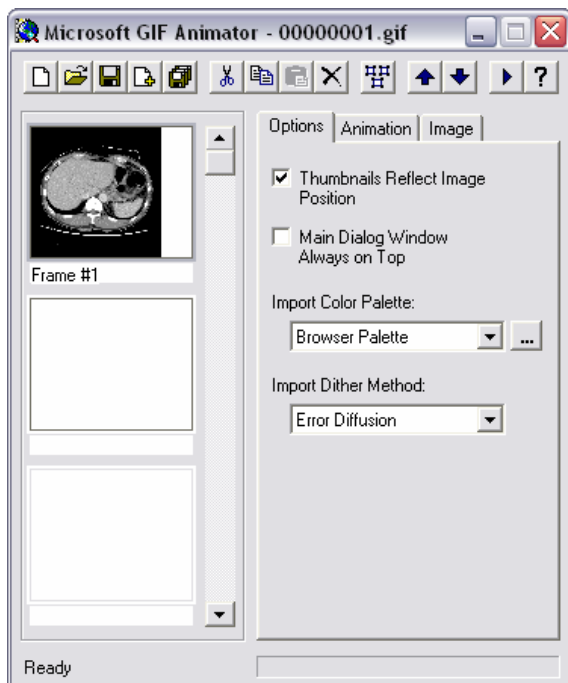 Microsoft GIF Animator - 00000001.gif
Options
Animation
Image
Thumbnails Reflect Image
Position
Main Dialog Window
Always on Top
Frame #1
Import Color Palette:
Browser Palette
...
Import Dither Method:
Error Diffusion
Ready